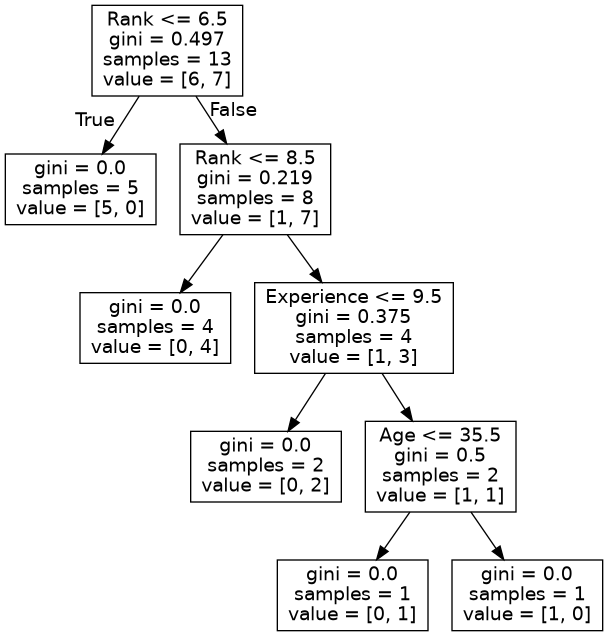 Rank <= 6.5
gini = 0.497
samples = 13
value = [6, 7]
True
False
gini = 0.0
samples = 5
value = [5, 0]
Rank <= 8.5
gini = 0.219
samples = 8
value = [1, 7]
gini = 0.0
samples = 4
value = [0, 4]
Experience <= 9.5
gini = 0.375
samples = 4
value = [1, 3]
gini = 0.0
samples = 2
value = [0, 2]
Age <= 35.5
gini = 0.5
samples = 2
value = [1, 1]
gini = 0.0
samples = 1
value = [0, 1]
gini = 0.0
samples = 1
value = [1, 0]